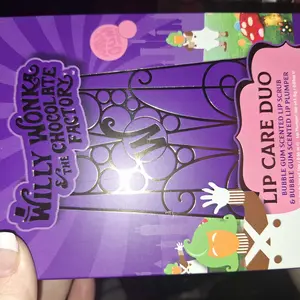 WILLY WONKA
& THE CHOCOLATE
FACTORY
W
LIP CARE DUO
BUBBLE GUM SCENTED LIP SCRUB
& BUBBLE GUM SCENTED LIP PLUMPER